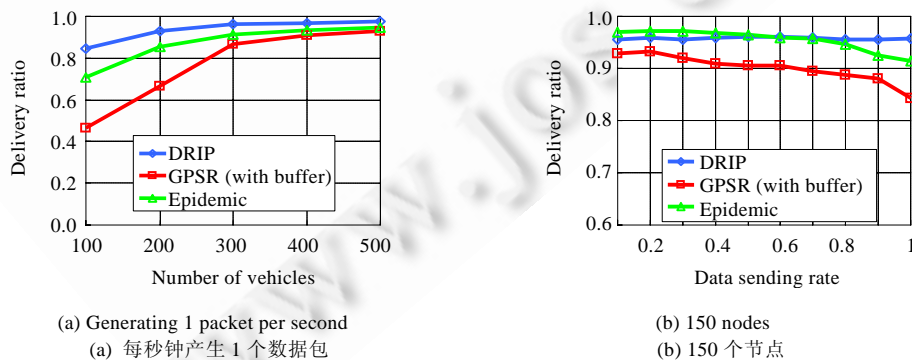 Delivery ratio
1.0
0.8
0.6
0.4
0.2
0.0
DRIP
GPSR (with buffer)
Epidemic
100 200 300 400 500
Number of vehicles
(a) Generating 1 packet per second
(a) 每秒钟产生 1 个数据包
Delivery ratio
1.0
0.9
0.8
0.7
0.6
DRIP
GPSR (with buffer)
Epidemic
0.2 0.4 0.6 0.8 1
Data sending rate
(b) 150 nodes
(b) 150 个节点
www.jos